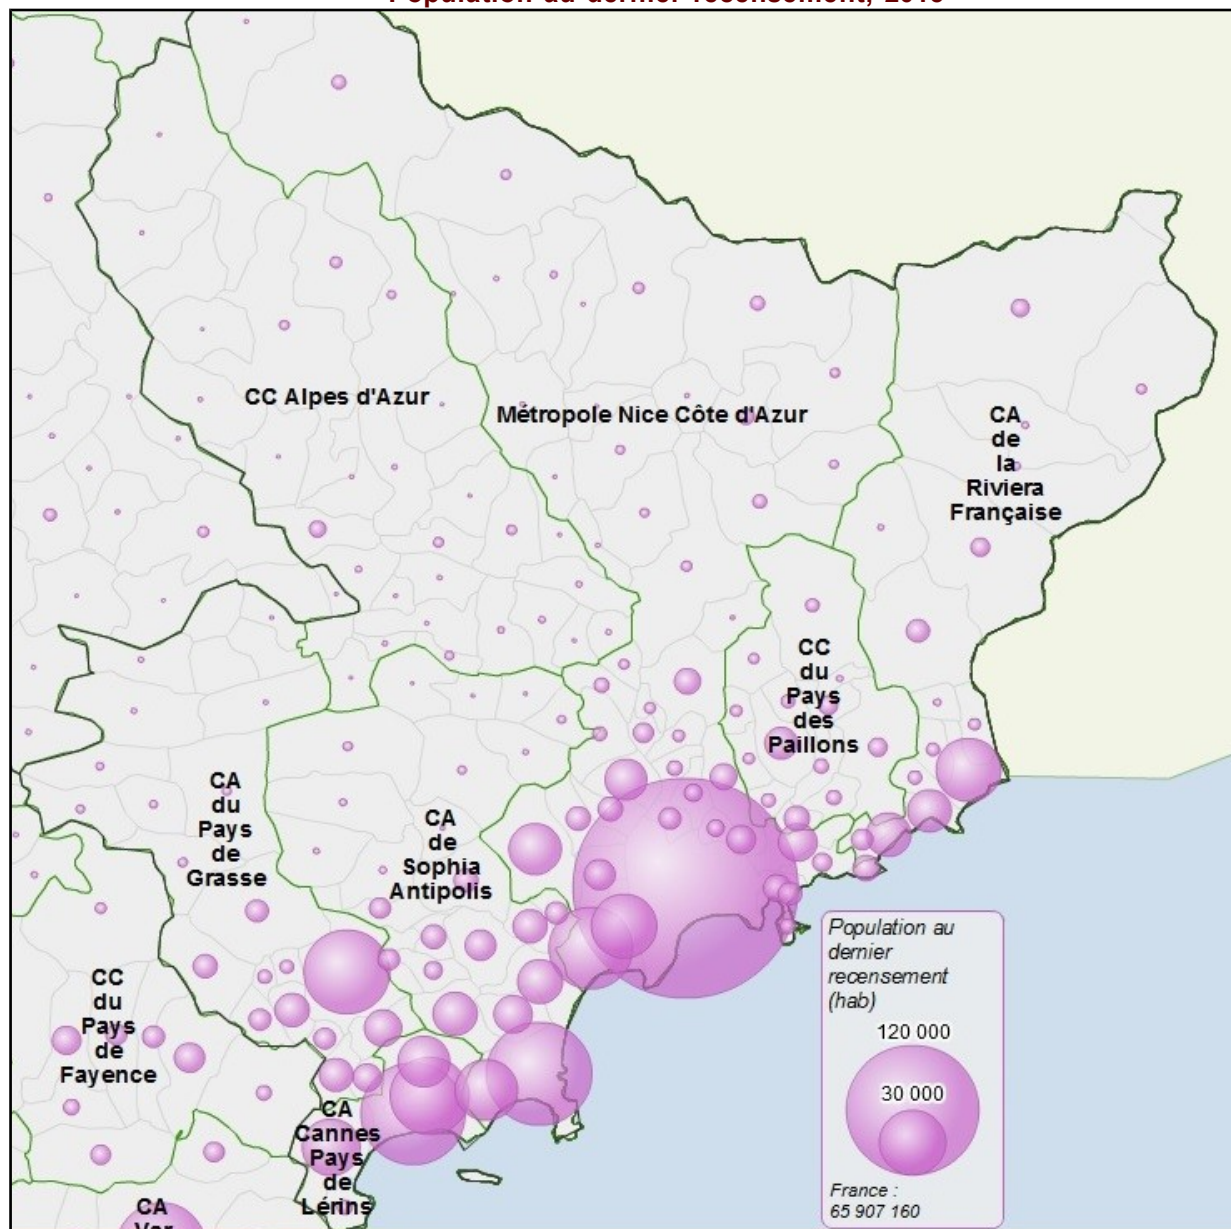 CC Alpes d'Azur
Métropole Nice Côte d'Azur
CA
de
la
Riviera
Française
CC
du
Pays
des
Paillons
CA
du
Pays
de
Grasse
CA
de
Sophia
Antipolis
CC
du
Pays
de
Fayence
CA
Cannes
Pays
de
Lérins
CA
Var
Population au
dernier
recensement
(hab)
120 000
30 000
France :
65 907 160